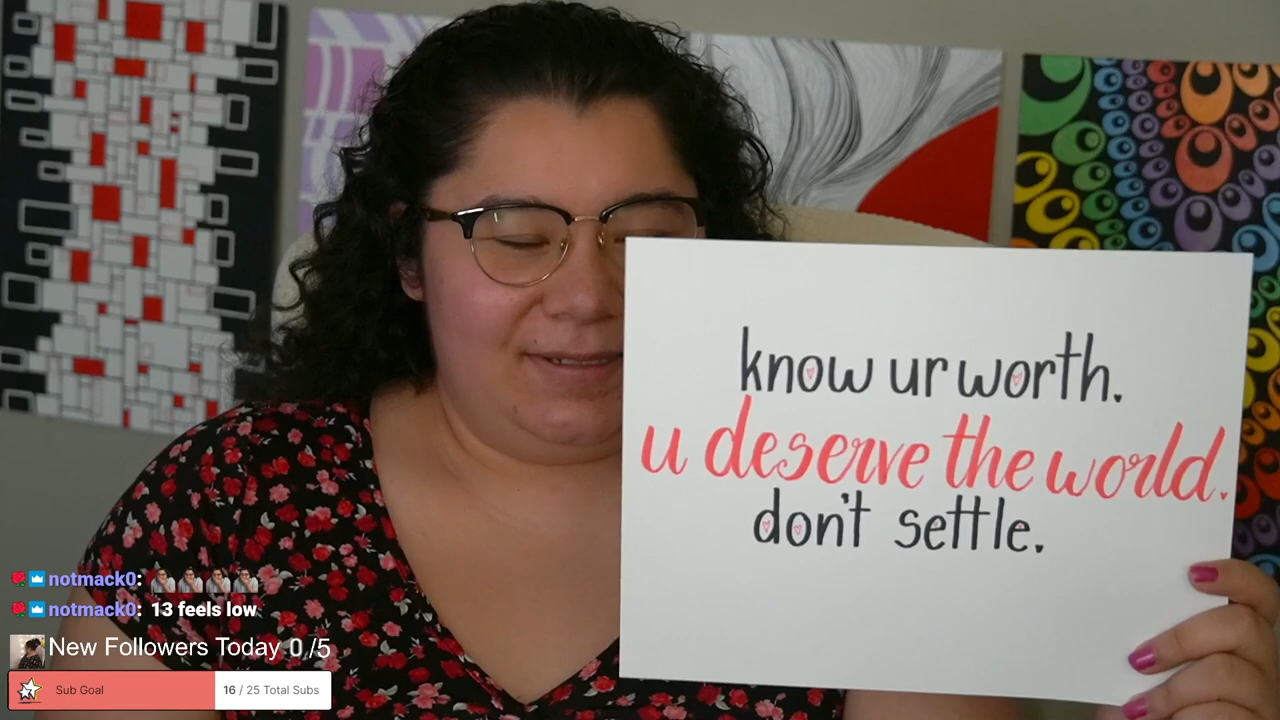 know ur worth.
u deserve the world.
don't settle.
notmack0:
notmack0: 13 feels low
New Followers Today 0 /5
Sub Goal 16 / 25 Total Subs